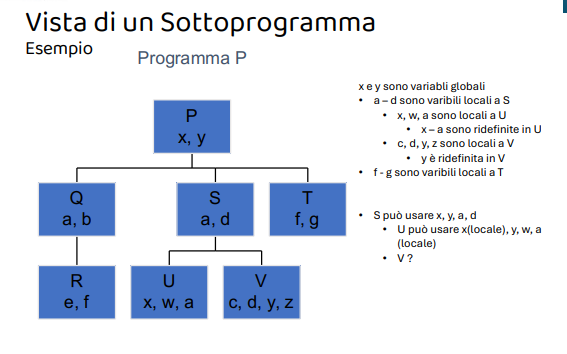 Vista di un Sottoprogramma
Esempio
Programma P
P
x, y
Q
a, b
S
a, d
T
f, g
R
e, f
U
x, w, a
V
c, d, y, z
x e y sono variabli globali
• a – d sono varibili locali a S
• x, w, a sono locali a U
• x – a sono ridefinite in U
• c, d, y, z sono locali a V
• y è ridefinita in V
• f - g sono varibili locali a T
• S può usare x, y, a, d
• U può usare x(locale), y, w, a
(locale)
• V ?